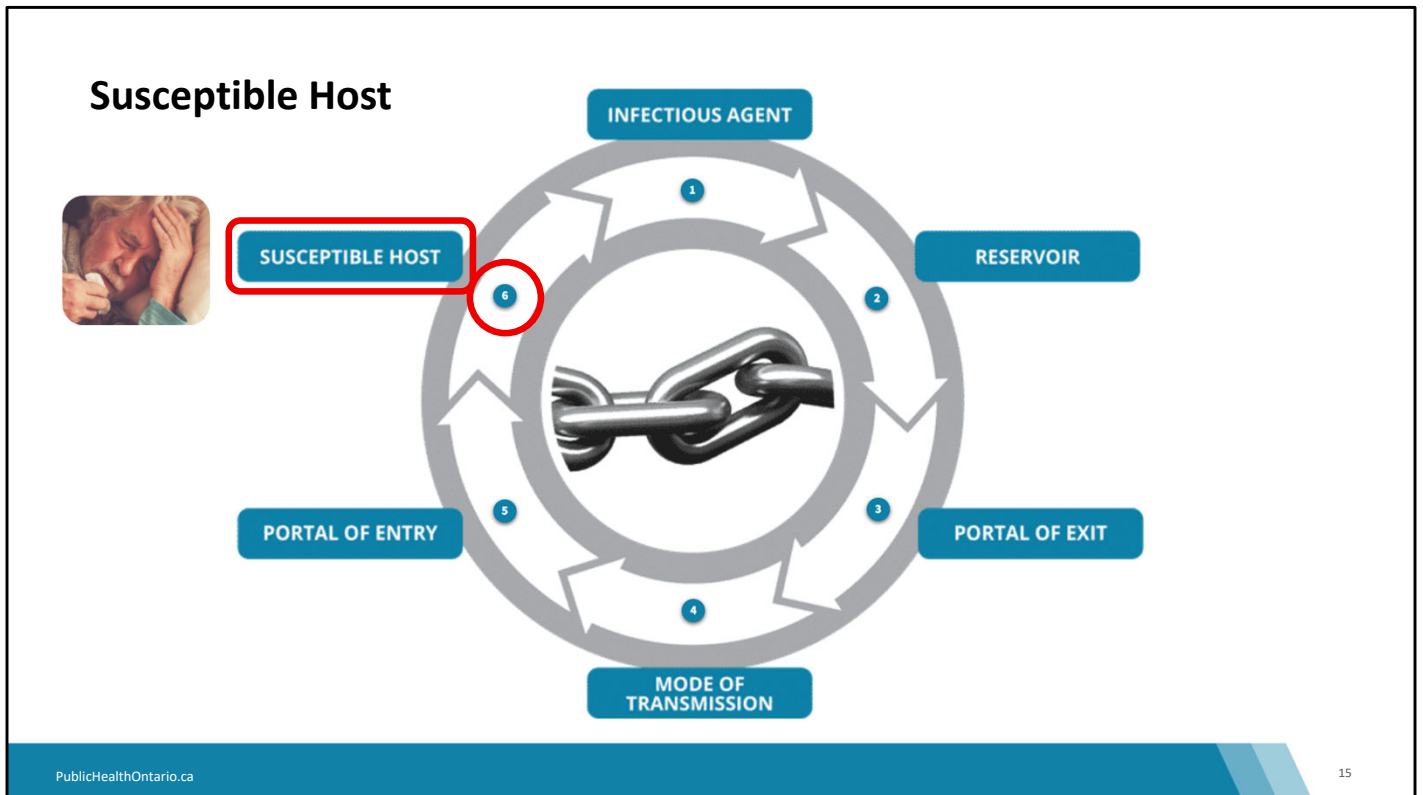 Susceptible Host
INFECTIOUS AGENT
1
SUSCEPTIBLE HOST
RESERVOIR
6
2
5
3
PORTAL OF ENTRY
PORTAL OF EXIT
4
MODE OF
TRANSMISSION
PublicHealthOntario.ca
15